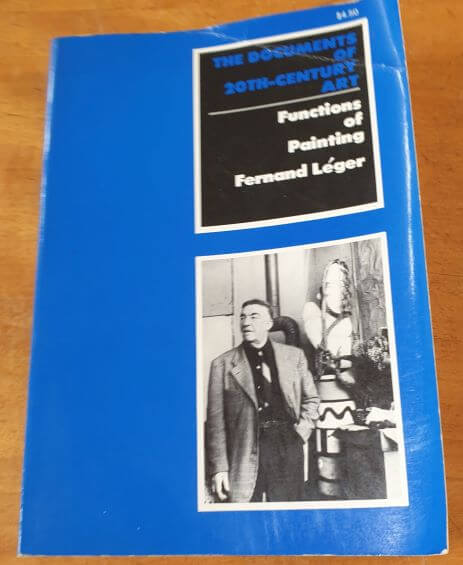 $4.50
THE DOCUMENTS
OF
20TH-CENTURY
ART
Functions
of
Painting
Fernand Léger